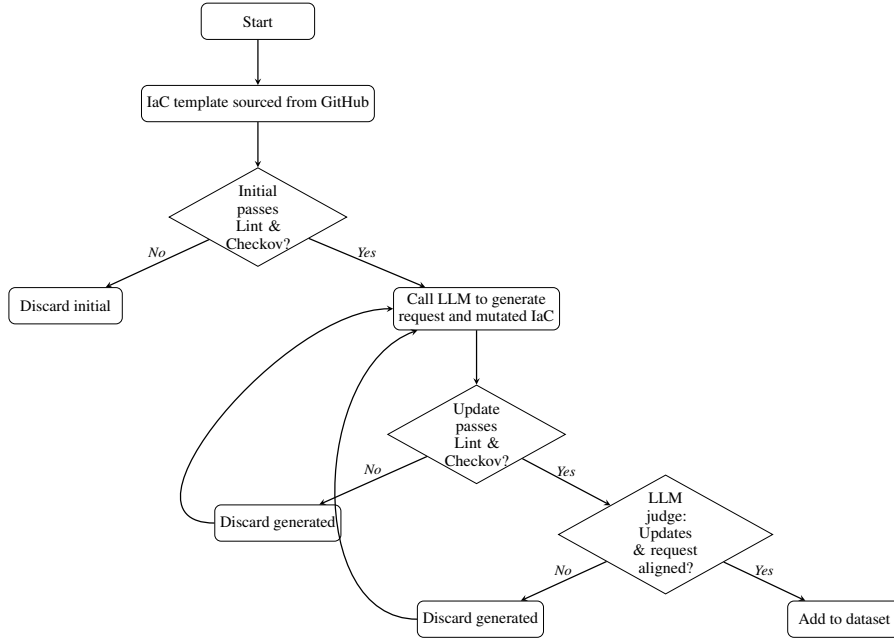 Start
IaC template sourced from GitHub
Initial
passes
Lint &
Checkov?
No
Yes
Discard initial
Call LLM to generate
request and mutated IaC
Update
passes
Lint &
Checkov?
No
Yes
Discard generated
LLM
judge:
Updates
& request
aligned?
No
Yes
Discard generated
Add to dataset